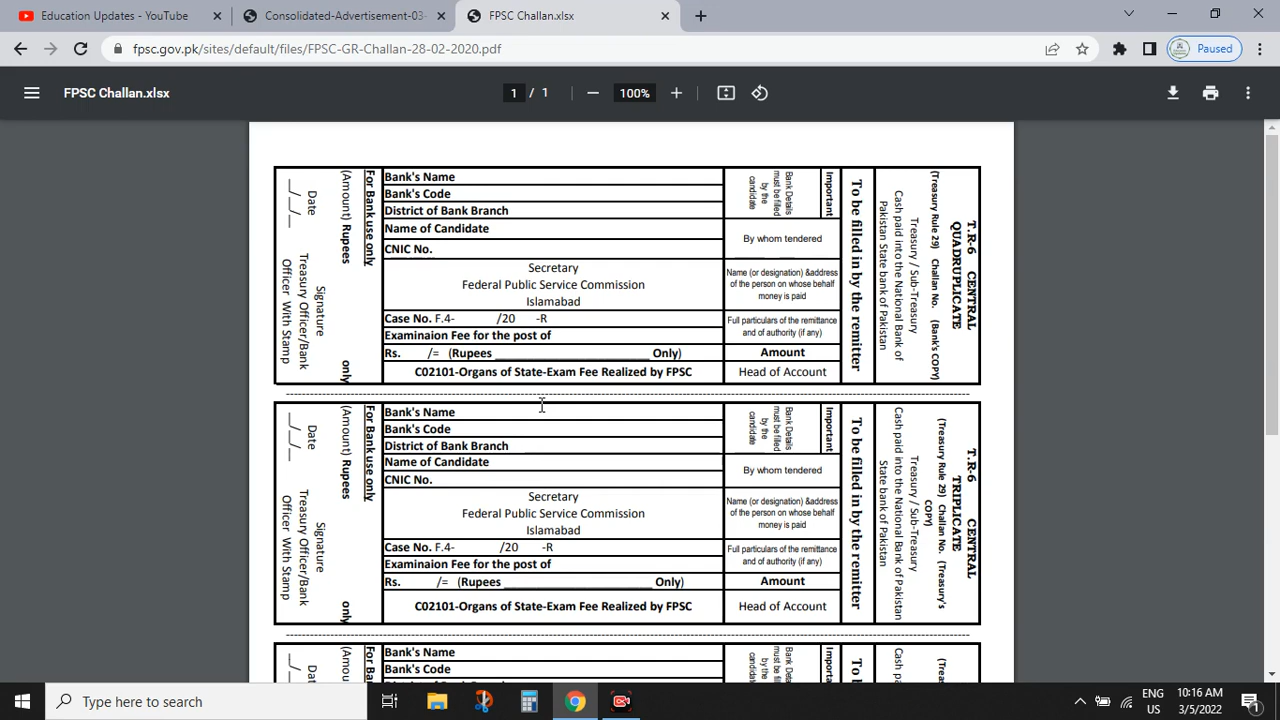 Education Updates - YouTube
Consolidated-Advertisement-03-
FPSC Challan.xlsx
fpsc.gov.pk/sites/default/files/FPSC-GR-Challan-28-02-2020.pdf
Paused
FPSC Challan.xlsx
1 / 1
100%
Bank's Name
Bank's Code
District of Bank Branch
Name of Candidate
CNIC No.
Secretary
Federal Public Service Commission
Islamabad
Case No. F.4- /20 -R
Examinaion Fee for the post of
Rs. /= (Rupees ________________________ Only)
C02101-Organs of State-Exam Fee Realized by FPSC
Bank Details
must be filled
by the
candidate
Important
By whom tendered
Name (or designation) &address
of the person on whose behalf
money is paid
Full particulars of the remittance
and of authority (if any)
Amount
Head of Account
To be filled in by the remitter
T.R-6 CENTRAL
QUADRUPLICATE
(Treasury Rule 29) Challan No. (Bank's COPY)
Treasury / Sub-Treasury
Cash paid into the National Bank of
Pakistan State bank of Pakistan
For Bank use only
(Amount) Rupees only
Signature
Date Treasury Officer/Bank
__/__/__ Officer With Stamp
Bank's Name
Bank's Code
District of Bank Branch
Name of Candidate
CNIC No.
Secretary
Federal Public Service Commission
Islamabad
Case No. F.4- /20 -R
Examinaion Fee for the post of
Rs. /= (Rupees ________________________ Only)
C02101-Organs of State-Exam Fee Realized by FPSC
Bank Details
must be filled
by the
candidate
Important
By whom tendered
Name (or designation) &address
of the person on whose behalf
money is paid
Full particulars of the remittance
and of authority (if any)
Amount
Head of Account
To be filled in by the remitter
T.R-6 CENTRAL
TRIPLICATE
(Treasury Rule 29) Challan No. (Treasury's
COPY)
Treasury / Sub-Treasury
Cash paid into the National Bank of Pakistan
State bank of Pakistan
For Bank use only
(Amount) Rupees only
Signature
Date Treasury Officer/Bank
__/__/__ Officer With Stamp
Bank's Name
Bank's Code
Type here to search
ENG
US
10:16 AM
3/5/2022